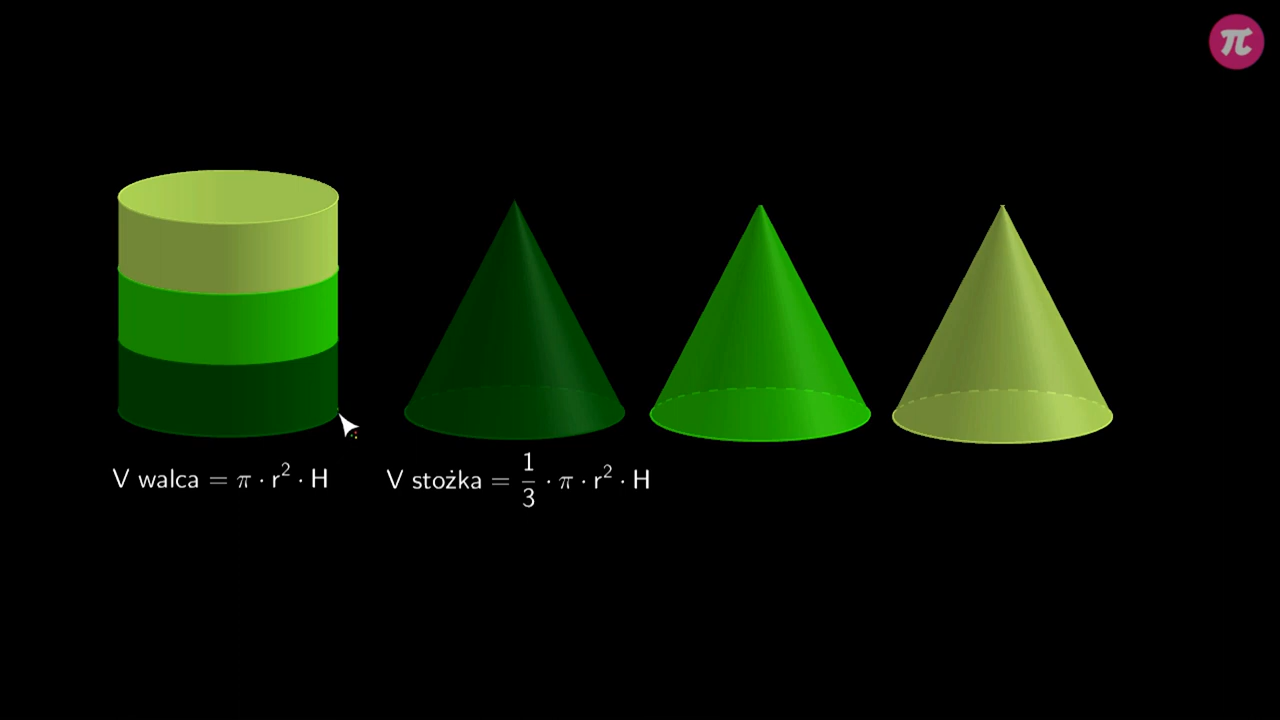 π
V walca = π · r² · H
V stożka = 1/3 · π · r² · H